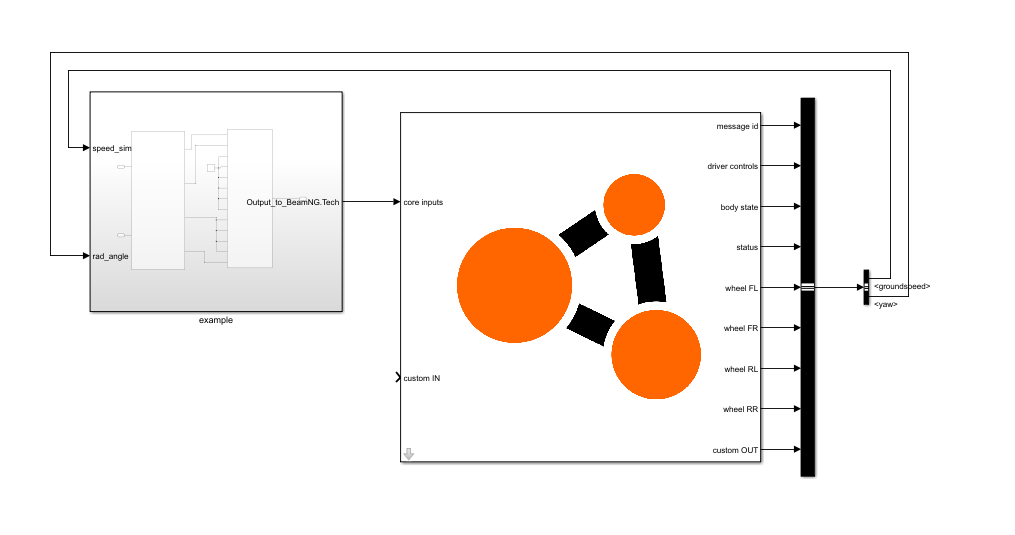 speed_sim
Output_to_BeamNG.Tech
rad_angle
example
core inputs
custom IN
message id
driver controls
body state
status
wheel FL
wheel FR
wheel RL
wheel RR
custom OUT
<groundspeed>
<yaw>